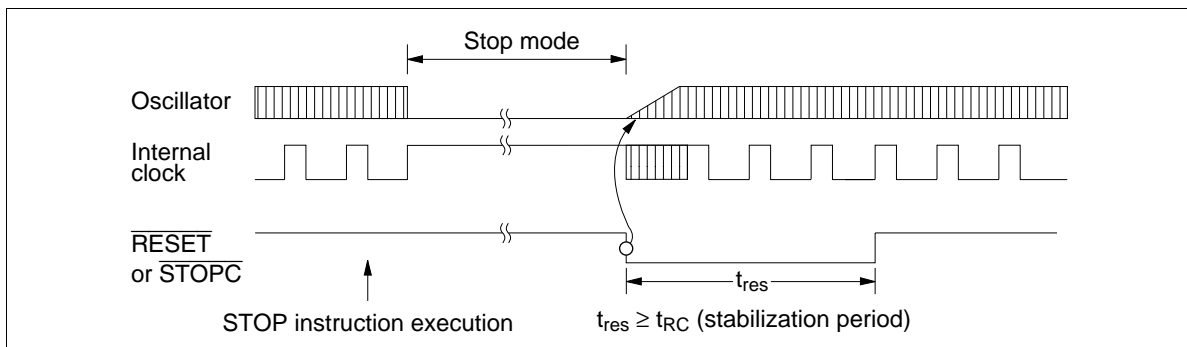 Stop mode
Oscillator
Internal
clock
RESET
or STOPC
tres
STOP instruction execution
tres ≥ tRC (stabilization period)